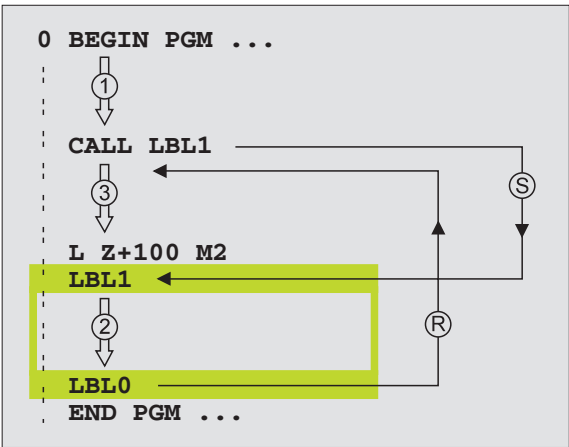 0 BEGIN PGM ...
1
CALL LBL1
S
3
L Z+100 M2
LBL1
2
R
LBL0
END PGM ...